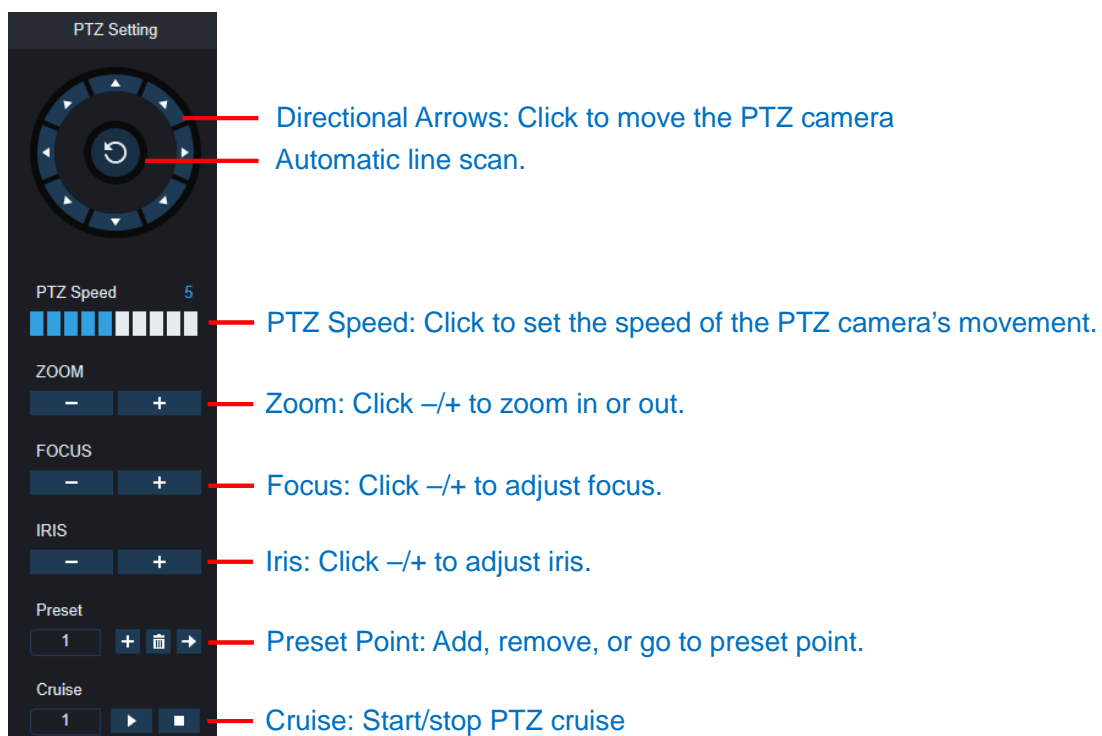 PTZ Setting
Directional Arrows: Click to move the PTZ camera
Automatic line scan.
PTZ Speed 5
PTZ Speed: Click to set the speed of the PTZ camera’s movement.
ZOOM
– +
Zoom: Click –/+ to zoom in or out.
FOCUS
– +
Focus: Click –/+ to adjust focus.
IRIS
– +
Iris: Click –/+ to adjust iris.
Preset
1 +
Preset Point: Add, remove, or go to preset point.
Cruise
1
Cruise: Start/stop PTZ cruise